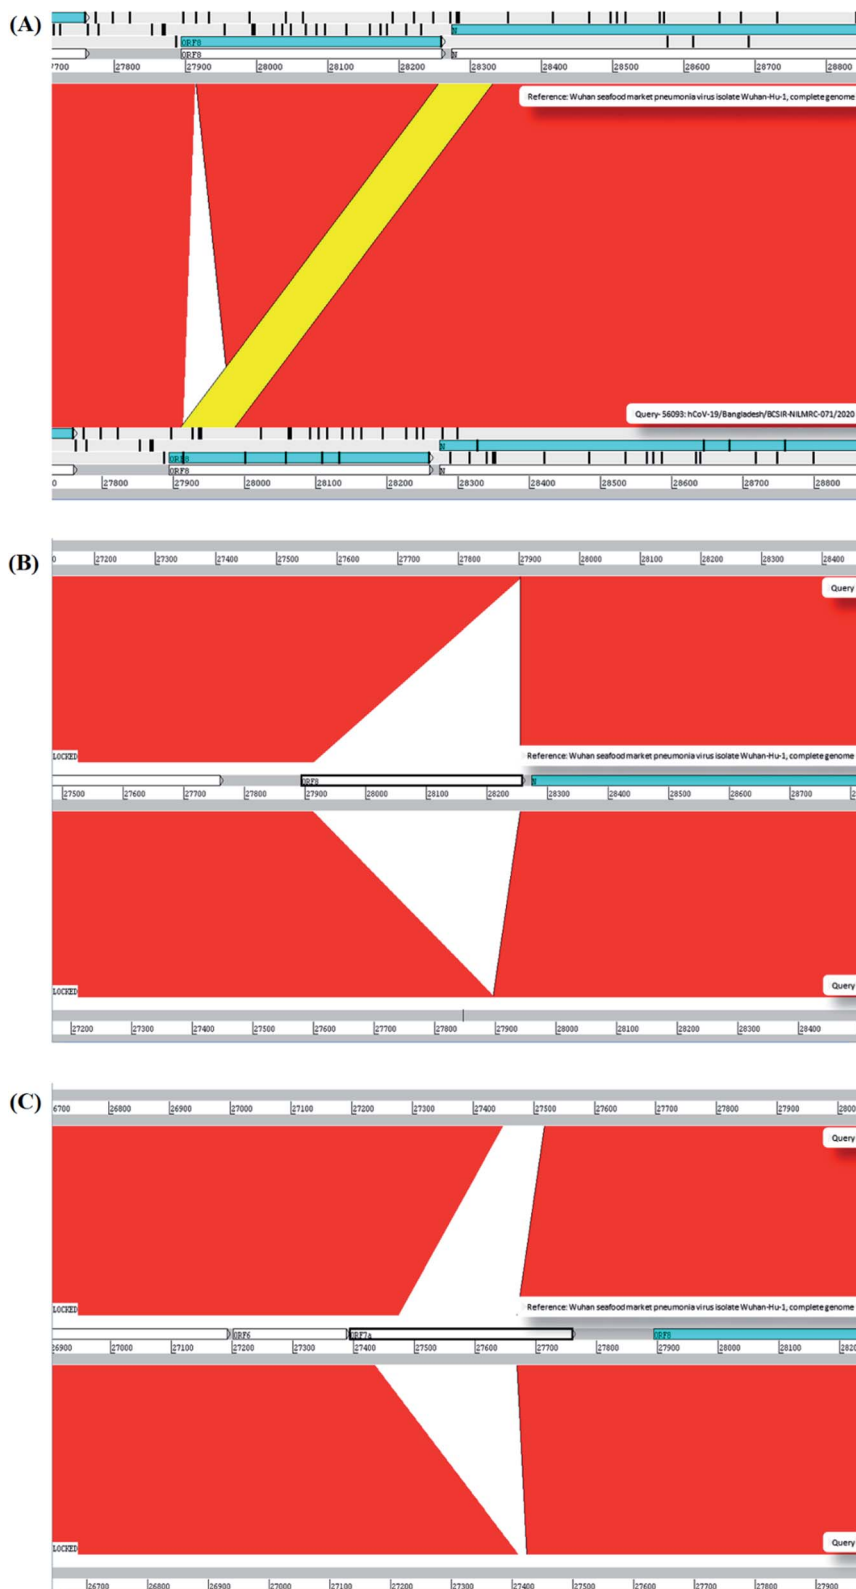 (A)
ORF8 N
ORF8 N
7700 27800 27900 28000 28100 28200 28300 28400 28500 28600 28700 28800
Reference: Wuhan seafood market pneumonia virus isolate Wuhan-Hu-1, complete genome
Query- 56093: hCoV-19/Bangladesh/BCSIR-NILMRC-071/2020
N
ORF8
ORF8 N
0 27800 27900 28000 28100 28200 28300 28400 28500 28600 28700 28800
(B)
0 27200 27300 27400 27500 27600 27700 27800 27900 28000 28100 28200 28300 28400
Query
LOCKED
Reference: Wuhan seafood market pneumonia virus isolate Wuhan-Hu-1, complete genome
ORF8 N
27500 27600 27700 27800 27900 28000 28100 28200 28300 28400 28500 28600 28700
LOCKED
Query
27200 27300 27400 27500 27600 27700 27800 27900 28000 28100 28200 28300 28400
(C)
6700 26800 26900 27000 27100 27200 27300 27400 27500 27600 27700 27800 27900 2800
Query
LOCKED
Reference: Wuhan seafood market pneumonia virus isolate Wuhan-Hu-1, complete genome
ORF6 ORF7a ORF8
26900 27000 27100 27200 27300 27400 27500 27600 27700 27800 27900 28000 28100 2820
LOCKED
Query
26700 26800 26900 27000 27100 27200 27300 27400 27500 27600 27700 27800 27900